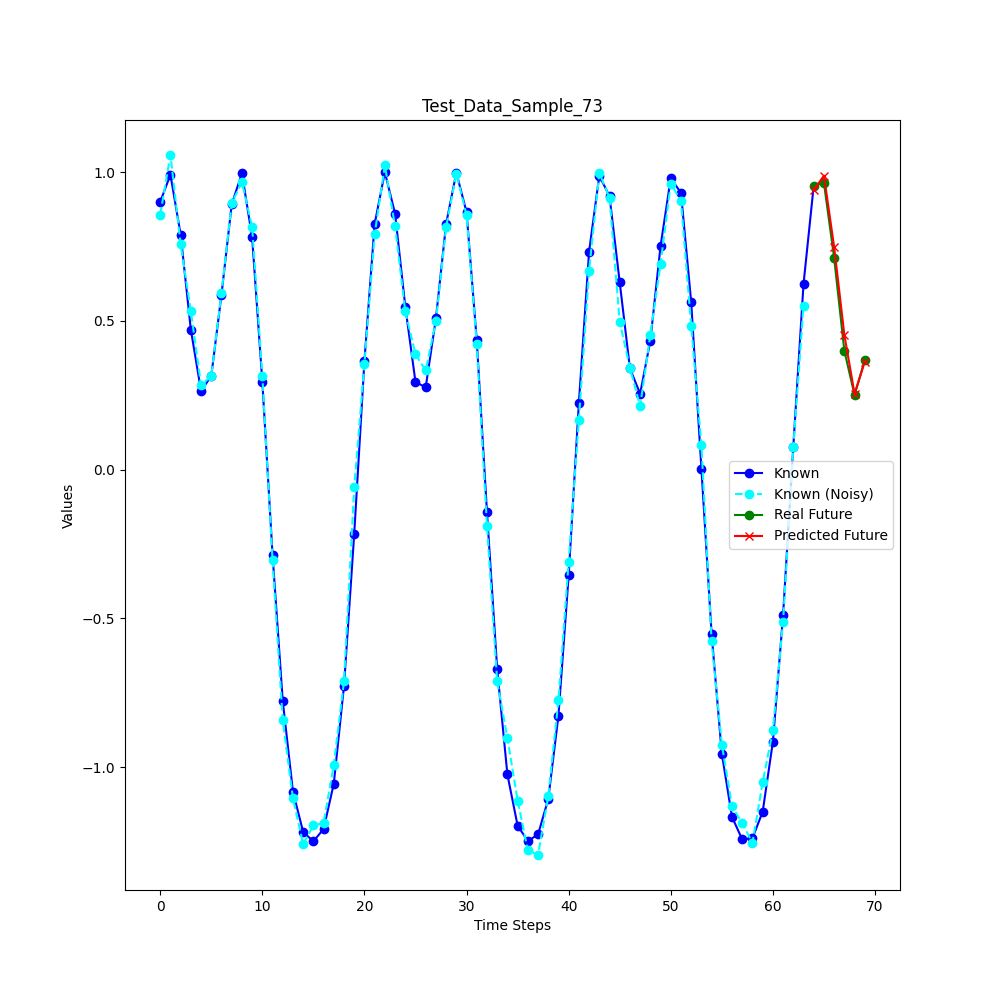 Test_Data_Sample_73
1.0
0.5
0.0
−0.5
−1.0
Values
Known
Known (Noisy)
Real Future
Predicted Future
0 10 20 30 40 50 60 70
Time Steps